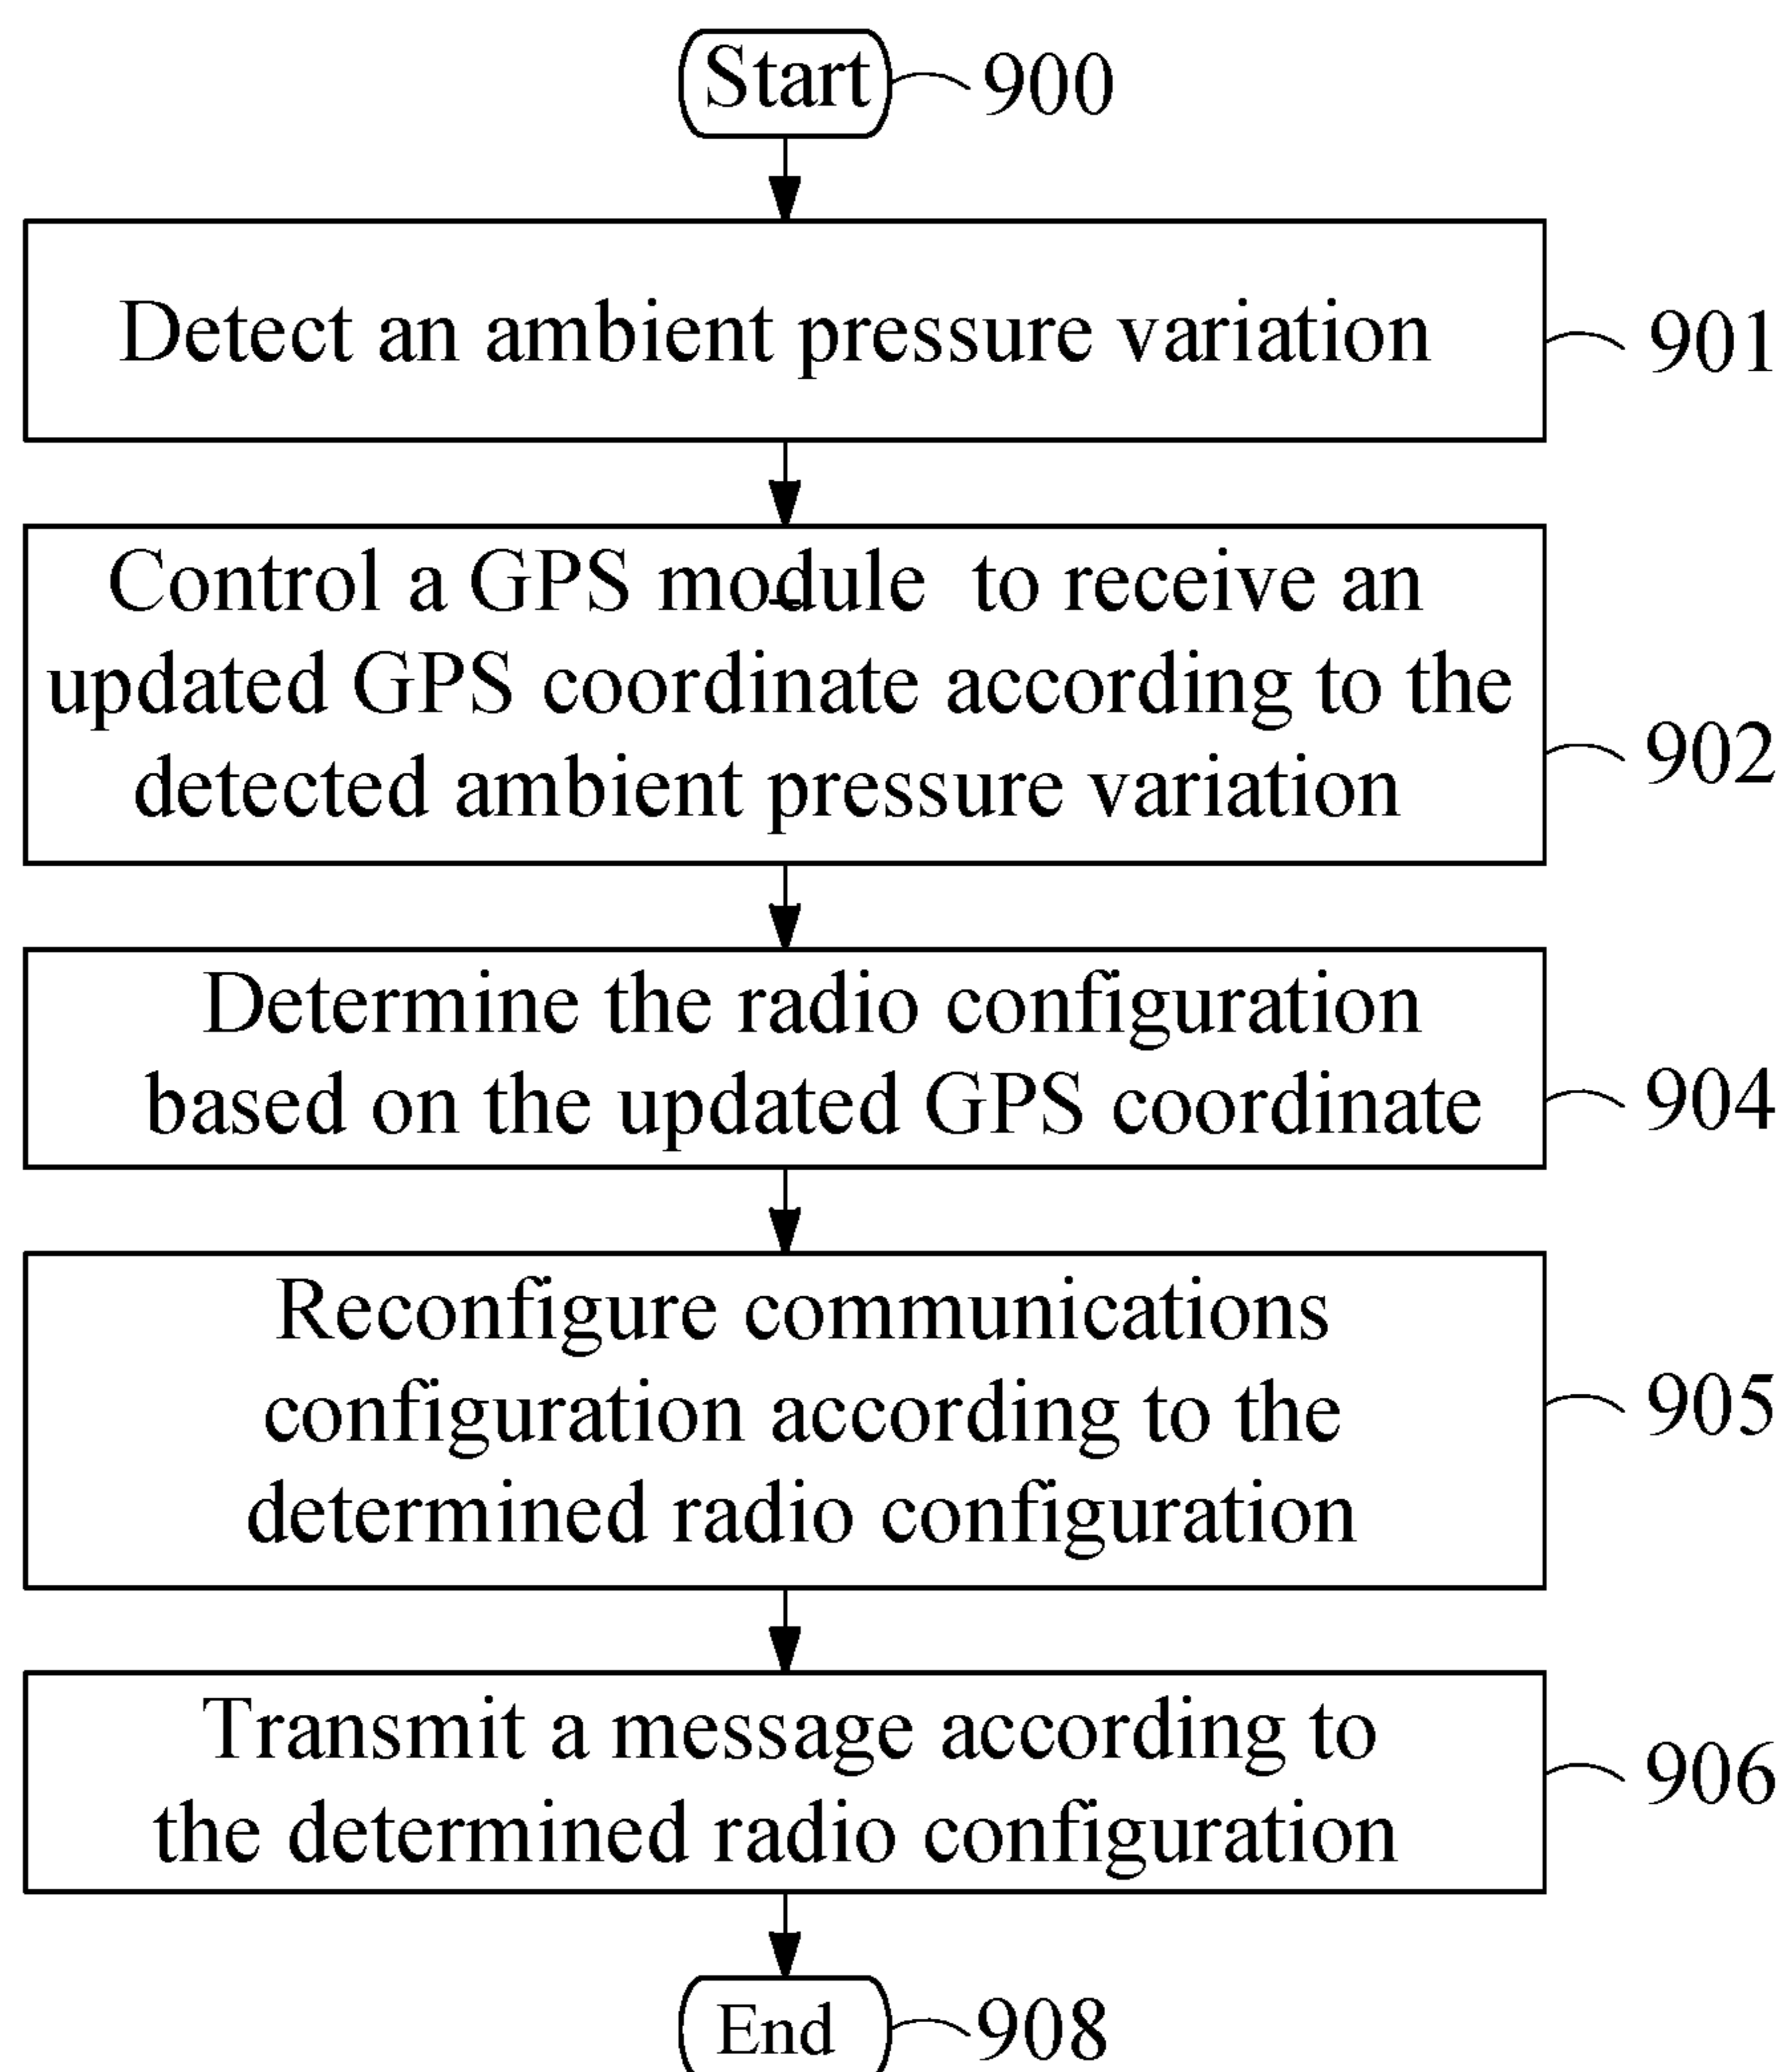 Start
900
Detect an ambient pressure variation
901
Control a GPS module to receive an
updated GPS coordinate according to the
detected ambient pressure variation
902
Determine the radio configuration
based on the updated GPS coordinate
904
Reconfigure communications
configuration according to the
determined radio configuration
905
Transmit a message according to
the determined radio configuration
906
End
908